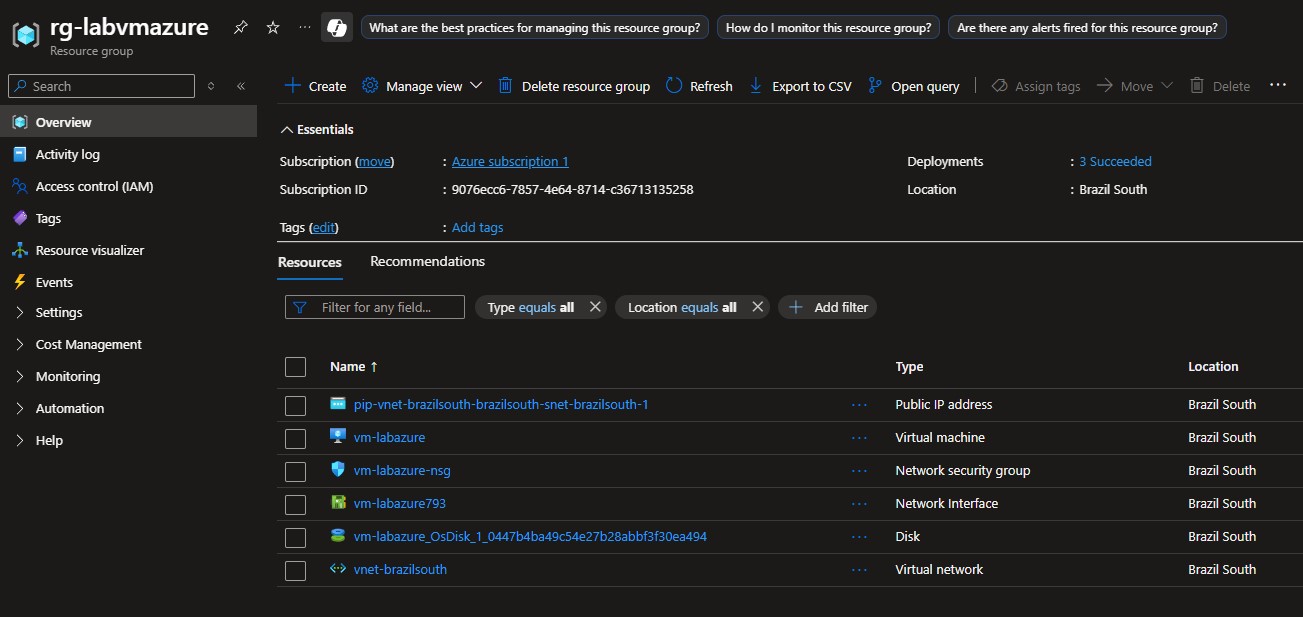 rg-labvmazure
Resource group
What are the best practices for managing this resource group?
How do I monitor this resource group?
Are there any alerts fired for this resource group?
Search
Overview
Activity log
Access control (IAM)
Tags
Resource visualizer
Events
Settings
Cost Management
Monitoring
Automation
Help
Create Manage view Delete resource group Refresh Export to CSV Open query Assign tags Move Delete
Essentials
Subscription (move) : Azure subscription 1
Subscription ID : 9076ecc6-7857-4e64-8714-c36713135258
Deployments : 3 Succeeded
Location : Brazil South
Tags (edit) : Add tags
Resources Recommendations
Filter for any field... Type equals all Location equals all Add filter
Name ↑ Type Location
pip-vnet-brazilsouth-brazilsouth-snet-brazilsouth-1 Public IP address Brazil South
vm-labazure Virtual machine Brazil South
vm-labazure-nsg Network security group Brazil South
vm-labazure793 Network Interface Brazil South
vm-labazure_OsDisk_1_0447b4ba49c54e27b28abbf3f30ea494 Disk Brazil South
vnet-brazilsouth Virtual network Brazil South